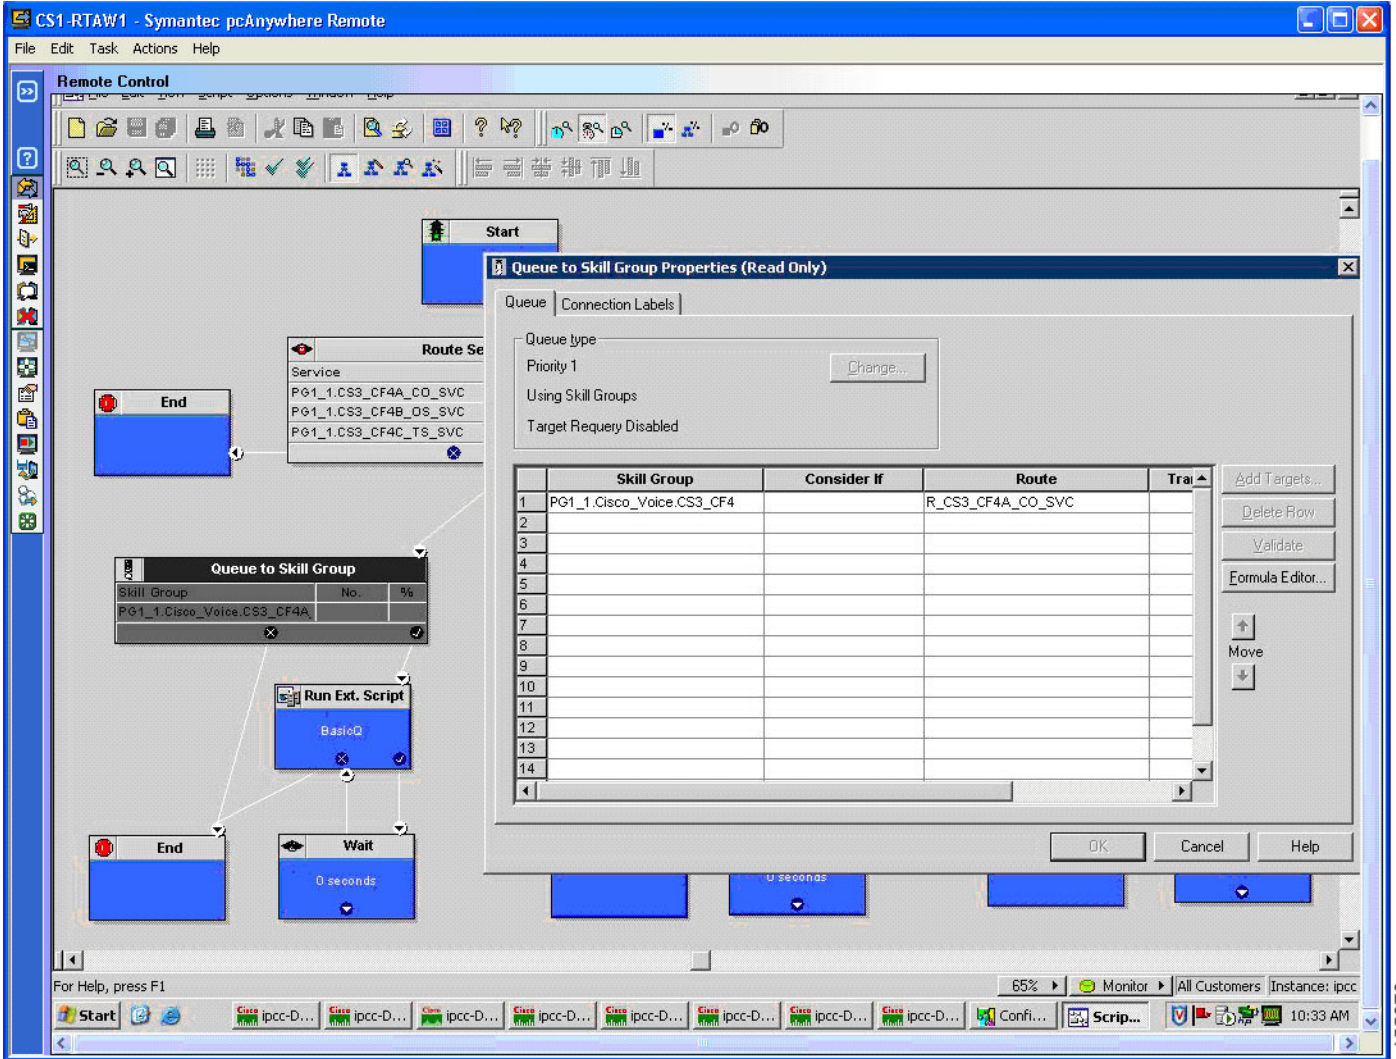 CS1-RTAW1 - Symantec pcAnywhere Remote
File Edit Task Actions Help
Remote Control
Start
Queue to Skill Group Properties (Read Only)
Queue Connection Labels
Queue type
Priority 1 Change...
Using Skill Groups
Target Requery Disabled
Route Se
Service
PG1_1.CS3_CF4A_CO_SVC
PG1_1.CS3_CF4B_OS_SVC
PG1_1.CS3_CF4C_TS_SVC
End
Skill Group Consider If Route Trai
1 PG1_1.Cisco_Voice.CS3_CF4 R_CS3_CF4A_CO_SVC
2
3
4
5
6
7
8
9
10
11
12
13
14
Add Targets...
Delete Row
Validate
Formula Editor...
Move
Queue to Skill Group
Skill Group No. %
PG1_1.Cisco_Voice.CS3_CF4A_
Run Ext. Script
BasicQ
End
Wait
0 seconds
OK Cancel Help
0 seconds
For Help, press F1
65% Monitor All Customers Instance: ipcc
Start ipcc-D... ipcc-D... ipcc-D... ipcc-D... ipcc-D... ipcc-D... ipcc-D... ipcc-D... Confi... Scrip... 10:33 AM